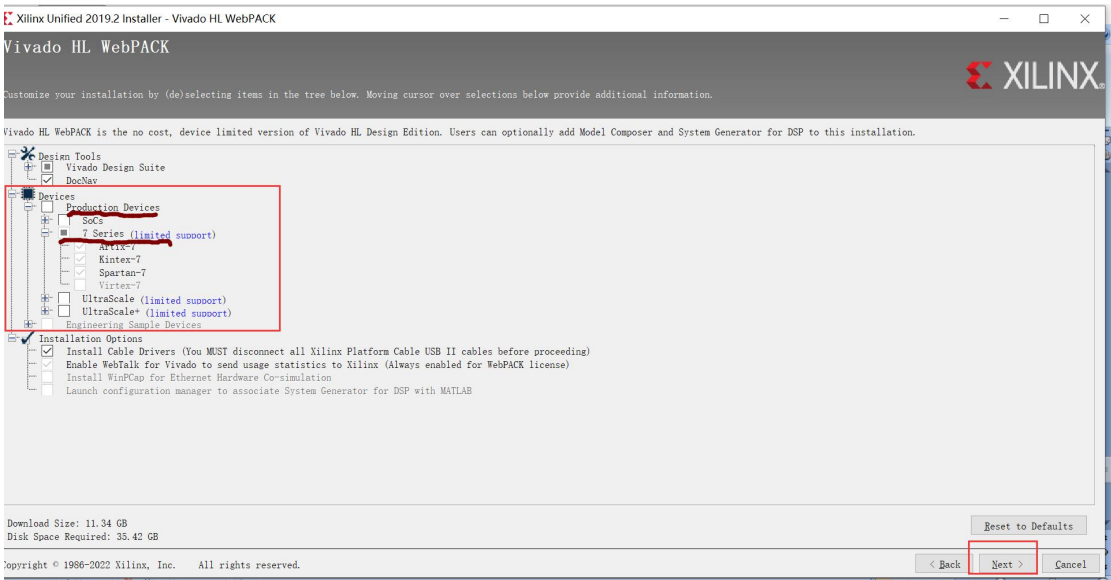 Xilinx Unified 2019.2 Installer - Vivado HL WebPACK
Vivado HL WebPACK
XILINX
Customize your installation by (de)selecting items in the tree below. Moving cursor over selections below provide additional information.
Vivado HL WebPACK is the no cost, device limited version of Vivado HL Design Edition. Users can optionally add Model Composer and System Generator for DSP to this installation.
Design Tools
Vivado Design Suite
DocNav
Devices
Production Devices
SoCs
7 Series (limited support)
Artix-7
Kintex-7
Spartan-7
Virtex-7
UltraScale (limited support)
UltraScale+ (limited support)
Engineering Sample Devices
Installation Options
Install Cable Drivers (You MUST disconnect all Xilinx Platform Cable USB II cables before proceeding)
Enable WebTalk for Vivado to send usage statistics to Xilinx (Always enabled for WebPACK license)
Install WinPCap for Ethernet Hardware Co-simulation
Launch configuration manager to associate System Generator for DSP with MATLAB
Download Size: 11.34 GB
Disk Space Required: 35.42 GB
Reset to Defaults
Copyright © 1986-2022 Xilinx, Inc. All rights reserved.
< Back Next > Cancel